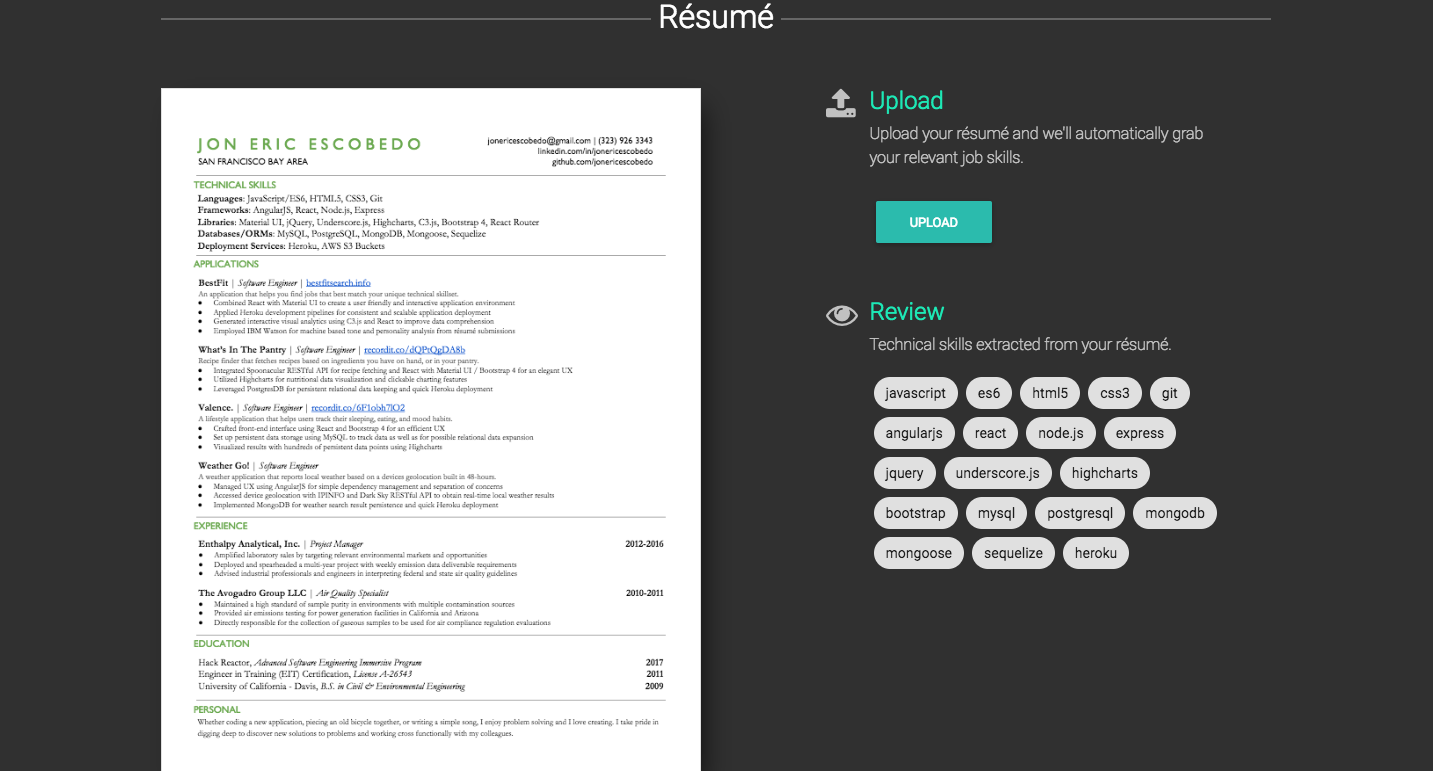 Résumé
JON ERIC ESCOBEDO
SAN FRANCISCO BAY AREA
jonericescobedo@gmail.com | (323) 926 3343
linkedin.com/in/jonericescobedo
github.com/jonericescobedo
TECHNICAL SKILLS
Languages: JavaScript/ES6, HTML5, CSS3, Git
Frameworks: AngularJS, React, Node.js, Express
Libraries: Material UI, jQuery, Underscore.js, Highcharts, C3.js, Bootstrap 4, React Router
Databases/ORMs: MySQL, PostgreSQL, MongoDB, Mongoose, Sequelize
Deployment Services: Heroku, AWS S3 Buckets
APPLICATIONS
BestFit | Software Engineer | bestfitsearch.info
An application that helps you find jobs that best match your unique technical skillset.
● Combined React with Material UI to create a user friendly and interactive application environment
● Applied Heroku development pipelines for consistent and scalable application deployment
● Generated interactive visual analytics using C3.js and React to improve data comprehension
● Employed IBM Watson for machine based tone and personality analysis from résumé submissions
What's In The Pantry | Software Engineer | recordit.co/dQPtQgDA8b
Recipe finder that fetches recipes based on ingredients you have on hand, or in your pantry.
● Integrated Spoonacular RESTful API for recipe fetching and React with Material UI / Bootstrap 4 for an elegant UX
● Utilized Highcharts for nutritional data visualization and clickable charting features
● Leveraged PostgresDB for persistent relational data keeping and quick Heroku deployment
Valence. | Software Engineer | recordit.co/6F1obh7lO2
A lifestyle application that helps users track their sleeping, eating, and mood habits.
● Crafted front-end interface using React and Bootstrap 4 for an efficient UX
● Set up persistent data storage using MySQL to track data as well as for possible relational data expansion
● Visualized results with hundreds of persistent data points using Highcharts
Weather Go! | Software Engineer
A weather application that reports local weather based on a devices geolocation built in 48-hours.
● Managed UX using AngularJS for simple dependency management and separation of concerns
● Accessed device geolocation with IPINFO and Dark Sky RESTful API to obtain real-time local weather results
● Implemented MongoDB for weather search result persistence and quick Heroku deployment
EXPERIENCE
Enthalpy Analytical, Inc. | Project Manager 2012-2016
● Amplified laboratory sales by targeting relevant environmental markets and opportunities
● Deployed and spearheaded a multi-year project with weekly emission data deliverable requirements
● Advised industrial professionals and engineers in interpreting federal and state air quality guidelines
The Avogadro Group LLC | Air Quality Specialist 2010-2011
● Maintained a high standard of sample purity in environments with multiple contamination sources
● Provided air emissions testing for power generation facilities in California and Arizona
● Directly responsible for the collection of gaseous samples to be used for air compliance regulation evaluations
EDUCATION
Hack Reactor, Advanced Software Engineering Immersive Program 2017
Engineer in Training (EIT) Certification, License A-26543 2011
University of California - Davis, B.S. in Civil & Environmental Engineering 2009
PERSONAL
Whether coding a new application, piecing an old bicycle together, or writing a simple song, I enjoy problem solving and I love creating. I take pride in
digging deep to discover new solutions to problems and working cross functionally with my colleagues.
Upload
Upload your résumé and we'll automatically grab
your relevant job skills.
UPLOAD
Review
Technical skills extracted from your résumé.
javascript es6 html5 css3 git
angularjs react node.js express
jquery underscore.js highcharts
bootstrap mysql postgresql mongodb
mongoose sequelize heroku